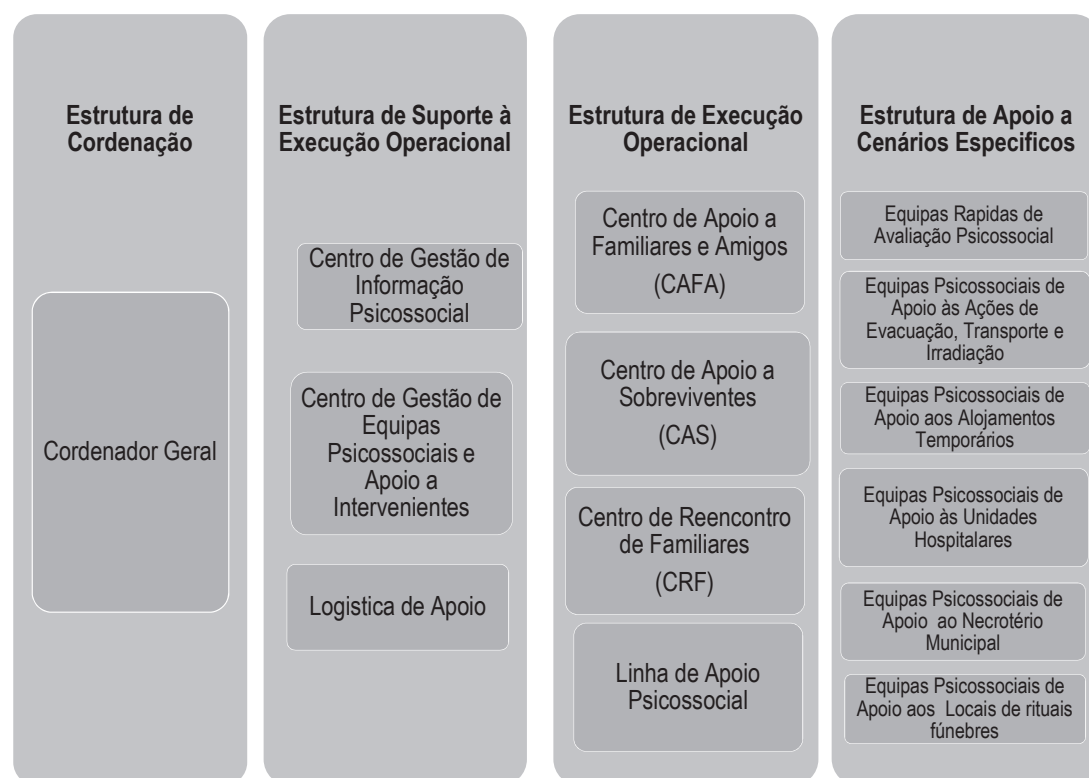 Estrutura de
Cordenação
Cordenador Geral
Estrutura de Suporte à
Execução Operacional
Centro de Gestão de
Informação
Psicossocial
Centro de Gestão de
Equipas
Psicossociais e
Apoio a
Intervenientes
Logistica de Apoio
Estrutura de Execução
Operacional
Centro de Apoio a
Familiares e Amigos
(CAFA)
Centro de Apoio a
Sobreviventes
(CAS)
Centro de Reencontro
de Familiares
(CRF)
Linha de Apoio
Psicossocial
Estrutura de Apoio a
Cenários Especificos
Equipas Rapidas de
Avaliação Psicossocial
Equipas Psicossociais de
Apoio às Ações de
Evacuação, Transporte e
Irradiação
Equipas Psicossociais de
Apoio aos Alojamentos
Temporários
Equipas Psicossociais de
Apoio às Unidades
Hospitalares
Equipas Psicossociais de
Apoio ao Necrotério
Municipal
Equipas Psicossociais de
Apoio aos Locais de rituais
fúnebres